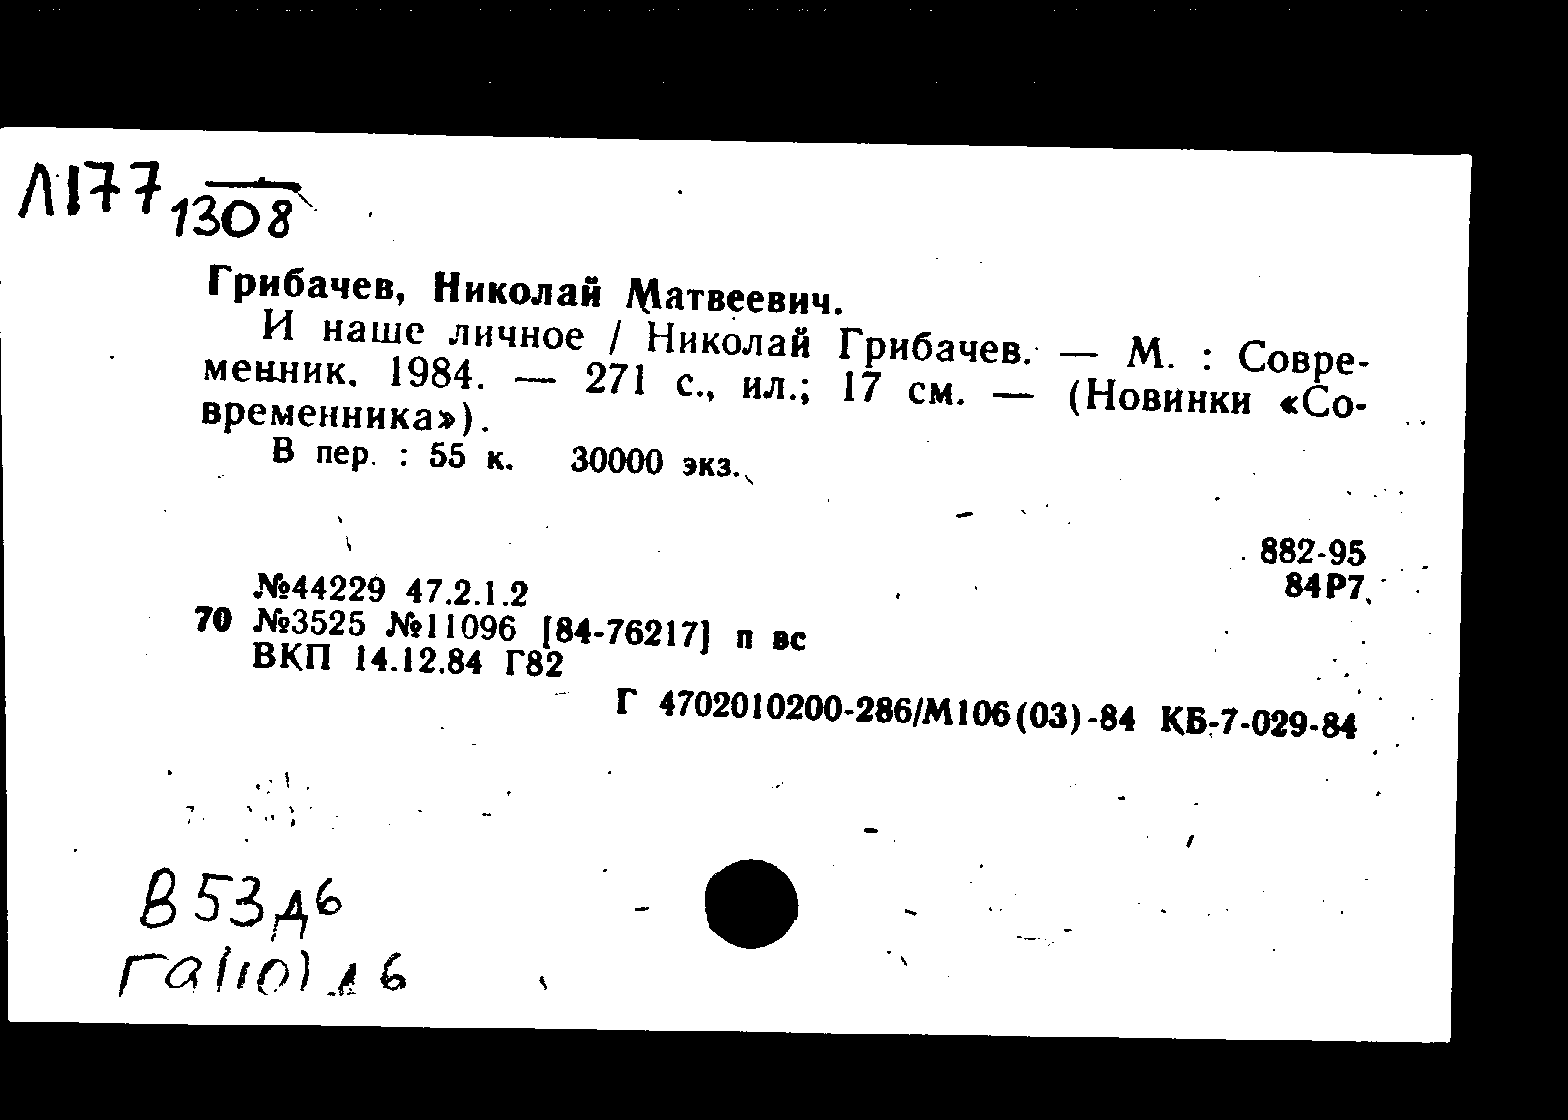 Л177 1308
Грибачев, Николай Матвеевич.
И наше личное / Николай Грибачев. — М. : Совре-
менник. 1984. — 271 с., ил.; 17 см. — (Новинки «Со-
временника»).
В пер. : 55 к. 30000 экз.
882-95
84Р7.
№44229 47.2.1.2
70 №3525 №11096 [84-76217] п вс
ВКП 14.12.84 Г82
Г 4702010200-286/М106(03)-84 КБ-7-029-84
В 53 д6
Га(10) 6